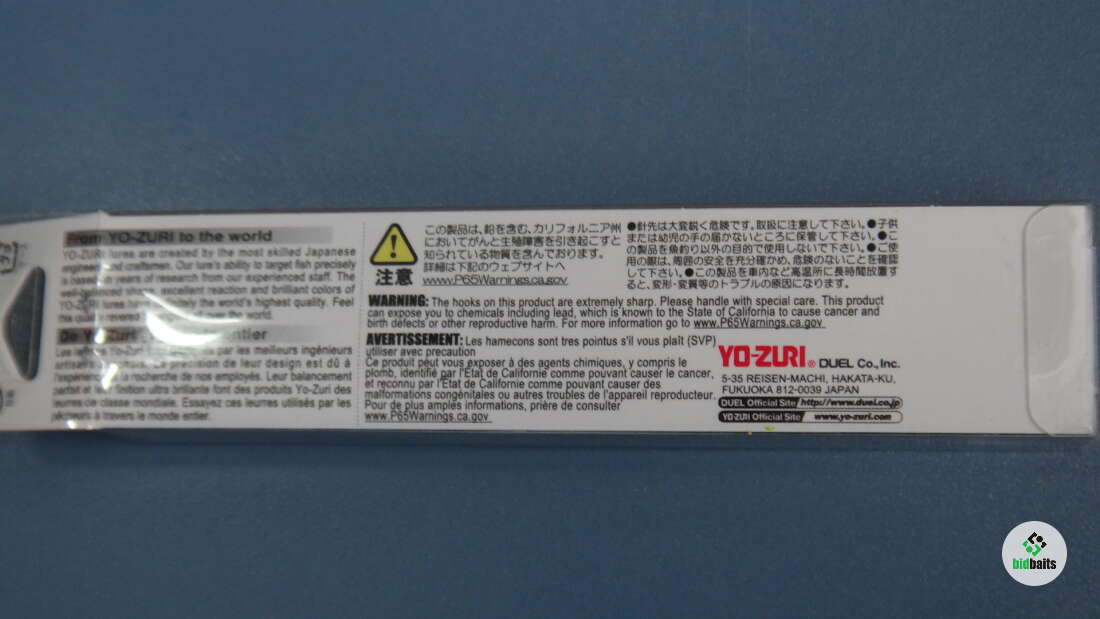 From YO-ZURI to the world
YO-ZURI lures are created by the most skilled Japanese
engineers and craftsmen. Our lure's ability to target fish precisely
is based on years of research from our experienced staff. The
well-balanced excellent reaction and brilliant colors of
YO-ZURI lures have the world's highest quality. Feel
this quality revered over the world.
De Yo-Zuri
par les meilleurs ingénieurs
artisans précision de leur design est dû à
l'expérience recherche de nos employés. Leur balancement
parfait et finition ultra brillante font des produits Yo-Zuri des
leurres de classe mondiale. Essayez ces leurres utilisés par les
pêcheurs à travers le monde entier.
注意
この製品は、鉛を含む、カリフォルニア州
においてがんと生殖障害を引き起こすと
知られている物質を含んでおります。
詳細は下記のウェブサイトへ
www.P65Warnings.ca.gov
●針先は大変鋭く危険です。取扱に注意して下さい。●子供
または幼児の手の届かないところに保管して下さい。●こ
の製品を魚釣り以外の目的で使用しないで下さい。●ご使
用の際は、周囲の安全を充分確かめ、危険のないことを確認
して下さい。●この製品を車内など高温所に長時間放置す
ると、変形・変質等のトラブルの原因になります。
WARNING: The hooks on this product are extremely sharp. Please handle with special care. This product
can expose you to chemicals including lead, which is known to the State of California to cause cancer and
birth defects or other reproductive harm. For more information go to www.P65Warnings.ca.gov
AVERTISSEMENT: Les hamecons sont tres pointus s'il vous plaît (SVP)
utiliser avec precaution
Ce produit peut vous exposer à des agents chimiques, y compris le
plomb, identifié par l'État de Californie comme pouvant causer le cancer,
et reconnu par l'État de Californie comme pouvant causer des
malformations congénitales ou autres troubles de l'appareil reproducteur.
Pour de plus amples informations, prière de consulter
www.P65Warnings.ca.gov
YO-ZURI® DUEL Co., Inc.
5-35 REISEN-MACHI, HAKATA-KU,
FUKUOKA 812-0039 JAPAN
DUEL Official Site http://www.duel.co.jp
YO-ZURI Official Site www.yo-zuri.com
bidbaits